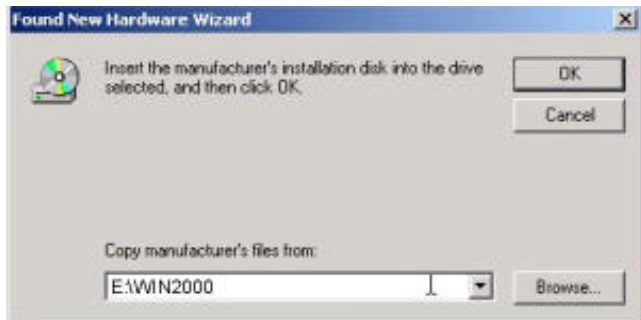 Found New Hardware Wizard
Insert the manufacturer's installation disk into the drive
selected, and then click OK.
OK
Cancel
Copy manufacturer's files from:
E:\WIN2000
Browse...